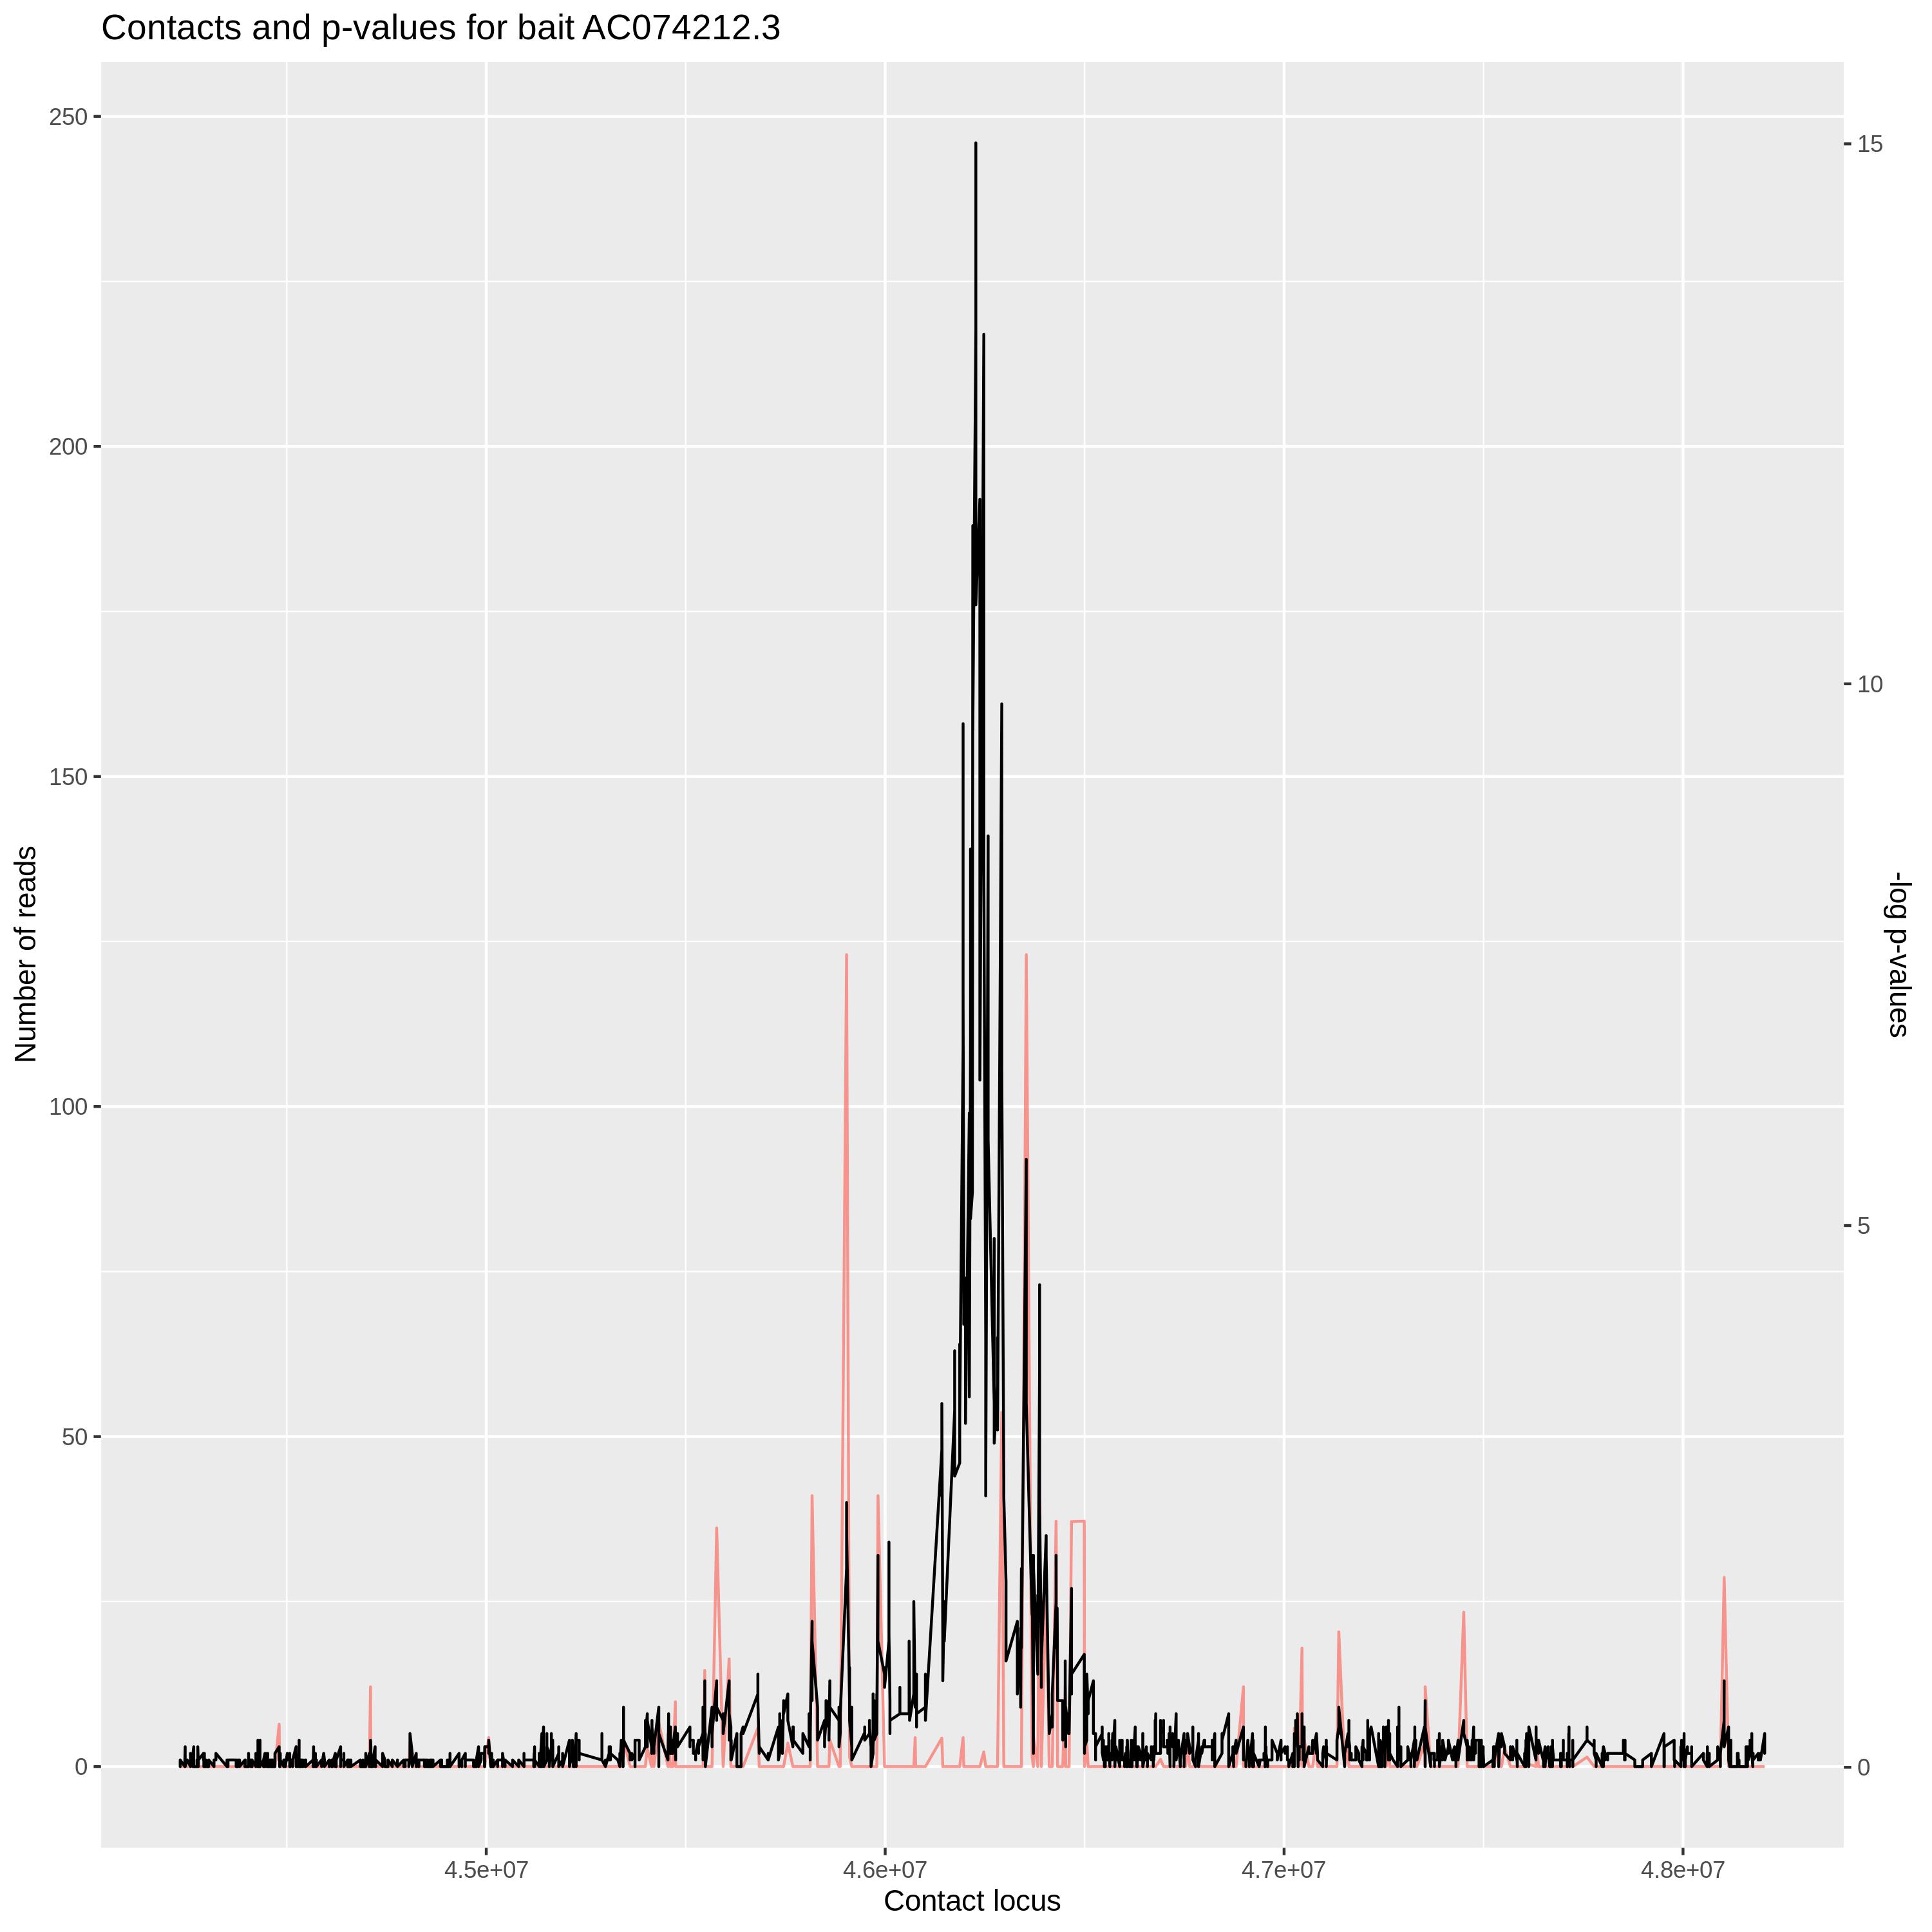 Contacts and p-values for bait AC074212.3
250
200
150
100
50
0
15
10
5
0
Number of reads
-log p-values
4.5e+07
4.6e+07
4.7e+07
4.8e+07
Contact locus